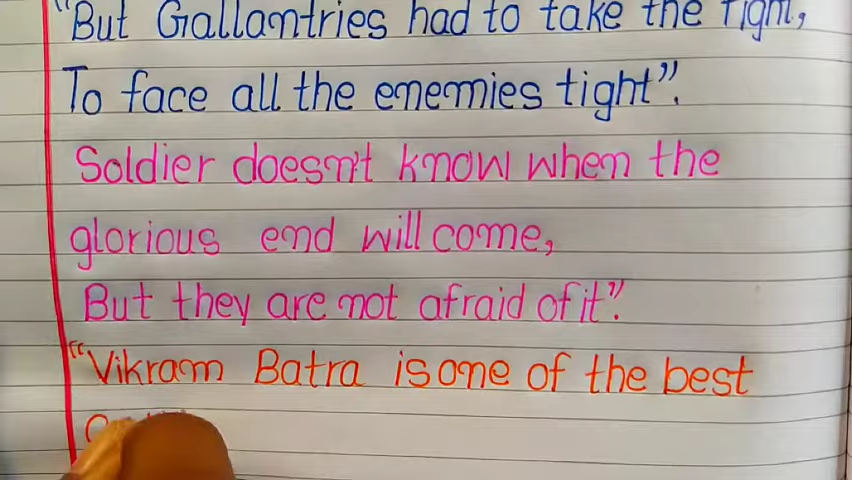 "But Gallantries had to take the fight,
To face all the enemies tight".
Soldier doesn't know when the
glorious end will come,
But they are not afraid of it".
"Vikram Batra is one of the best